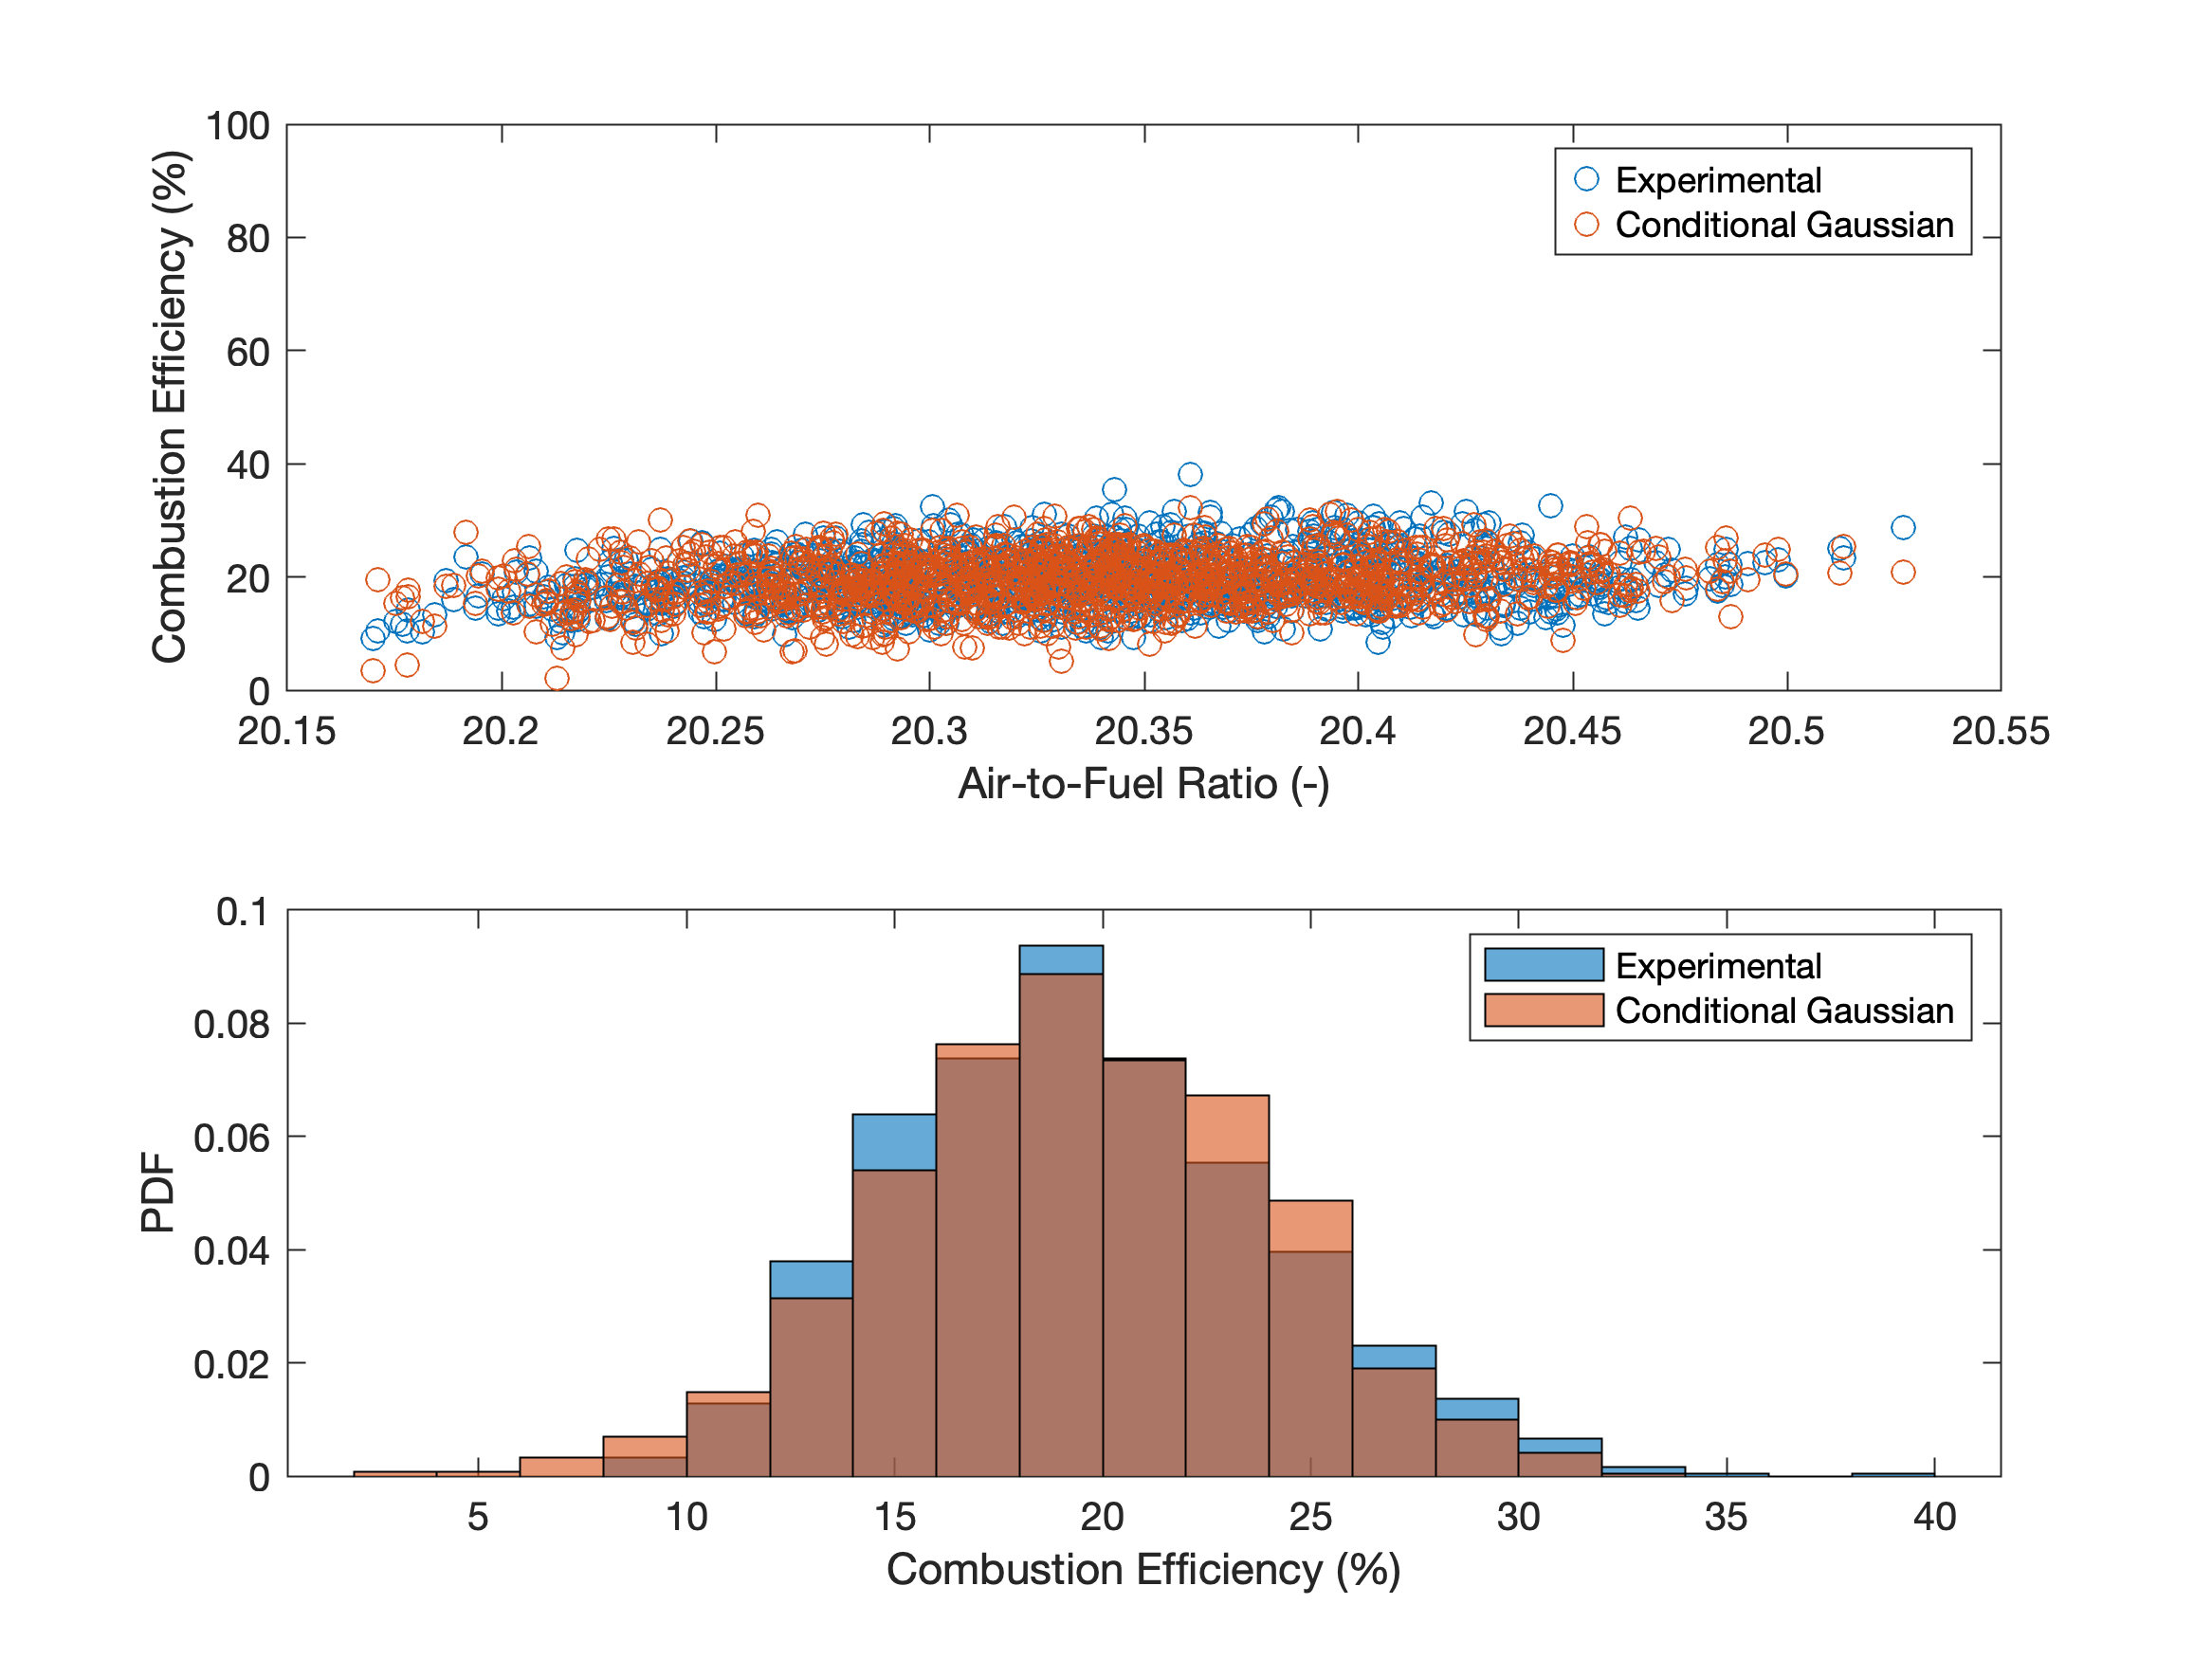 100
80
60
40
20
0
Combustion Efficiency (%)
Experimental
Conditional Gaussian
20.15 20.2 20.25 20.3 20.35 20.4 20.45 20.5 20.55
Air-to-Fuel Ratio (-)
0.1
0.08
0.06
0.04
0.02
0
PDF
Experimental
Conditional Gaussian
5 10 15 20 25 30 35 40
Combustion Efficiency (%)